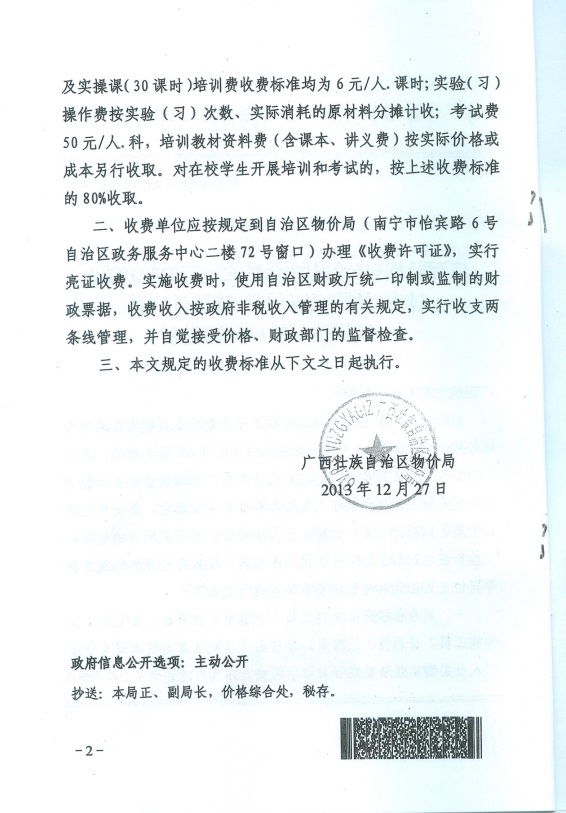 及实操课(30课时)培训费收费标准均为6元/人.课时;实验(习)
操作费按实验（习）次数、实际消耗的原材料分摊计收；考试费
50元/人.科，培训教材资料费（含课本、讲义费）按实际价格或
成本另行收取。对在校学生开展培训和考试的，按上述收费标准
的80%收取。
二、收费单位应按规定到自治区物价局（南宁市怡宾路6号
自治区政务服务中心二楼72号窗口）办理《收费许可证》，实行
亮证收费。实施收费时，使用自治区财政厅统一印制或监制的财
政票据，收费收入按政府非税收入管理的有关规定，实行收支两
条线管理，并自觉接受价格、财政部门的监督检查。
三、本文规定的收费标准从下文之日起执行。
广西壮族自治区物价局
2013年12月27日
政府信息公开选项：主动公开
抄送：本局正、副局长，价格综合处，秘存。
-2-